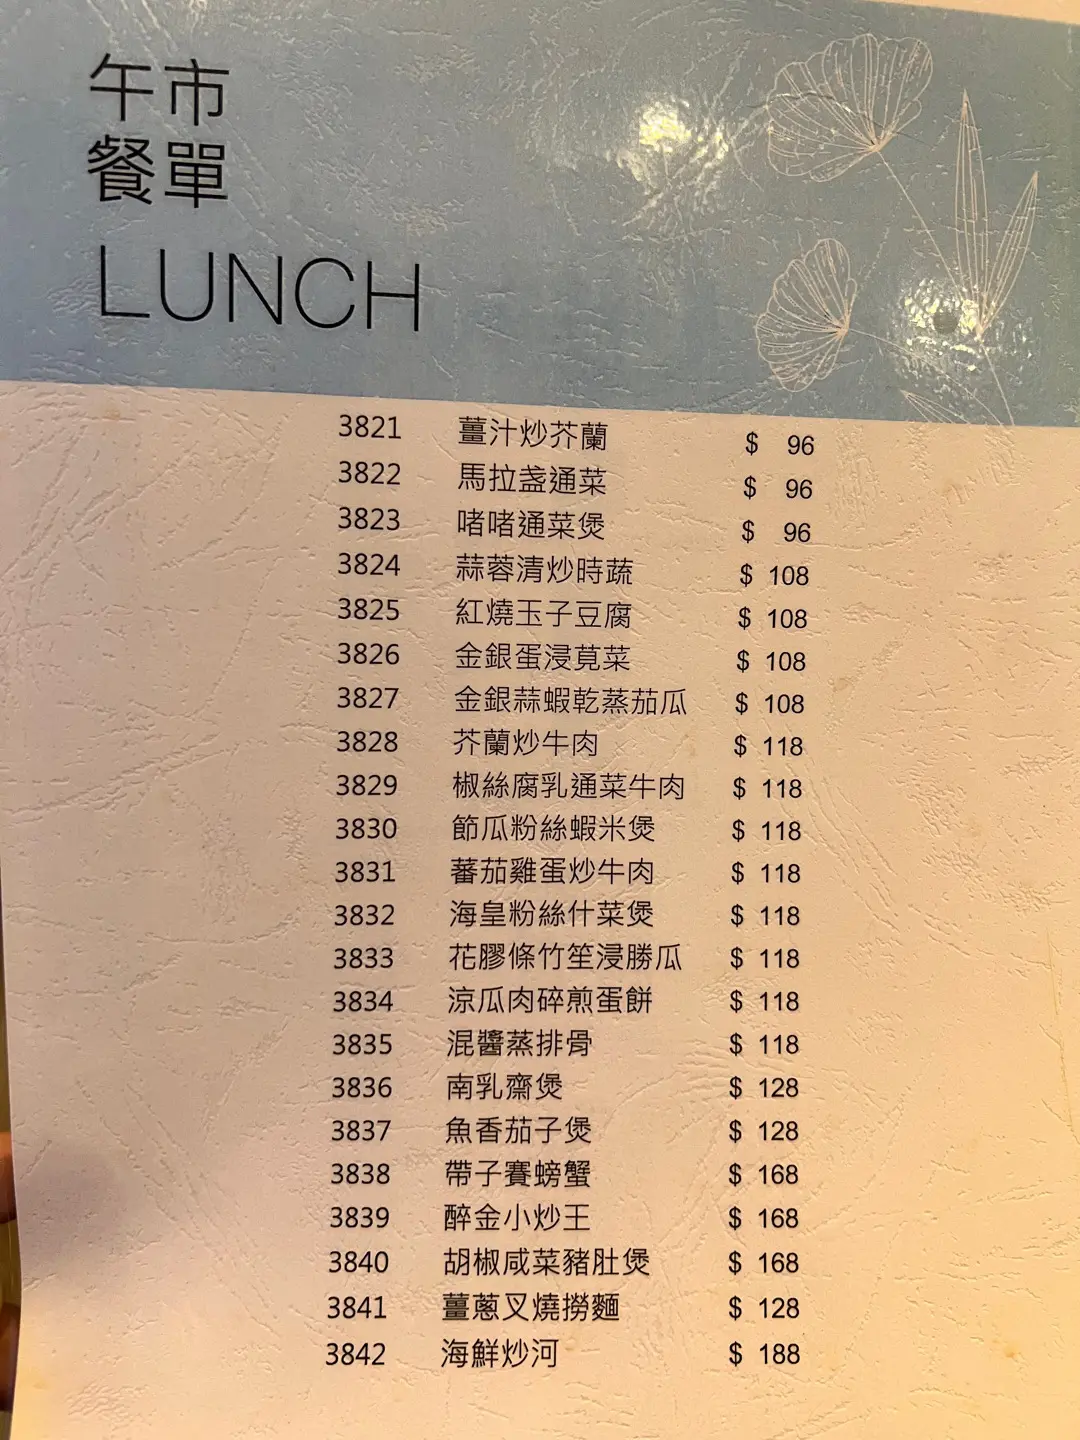 午市
餐單
LUNCH
3821 薑汁炒芥蘭 $ 96
3822 馬拉盞通菜 $ 96
3823 啫啫通菜煲 $ 96
3824 蒜蓉清炒時蔬 $ 108
3825 紅燒玉子豆腐 $ 108
3826 金銀蛋浸莧菜 $ 108
3827 金銀蒜蝦乾蒸茄瓜 $ 108
3828 芥蘭炒牛肉 $ 118
3829 椒絲腐乳通菜牛肉 $ 118
3830 節瓜粉絲蝦米煲 $ 118
3831 蕃茄雞蛋炒牛肉 $ 118
3832 海皇粉絲什菜煲 $ 118
3833 花膠條竹笙浸勝瓜 $ 118
3834 涼瓜肉碎煎蛋餅 $ 118
3835 混醬蒸排骨 $ 118
3836 南乳齋煲 $ 128
3837 魚香茄子煲 $ 128
3838 帶子賽螃蟹 $ 168
3839 醉金小炒王 $ 168
3840 胡椒咸菜豬肚煲 $ 168
3841 薑蔥叉燒撈麵 $ 128
3842 海鮮炒河 $ 188